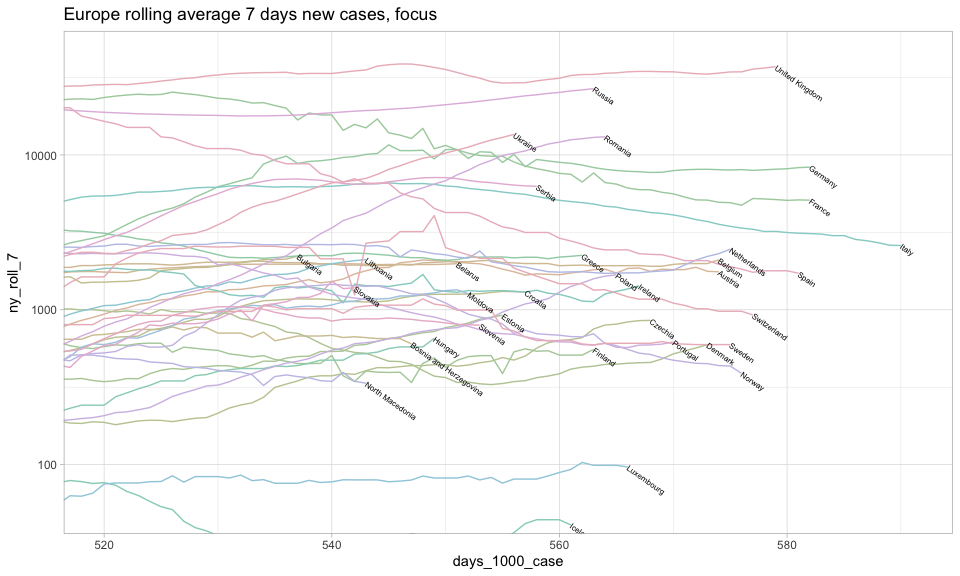 Europe rolling average 7 days new cases, focus
ny_roll_7
10000
1000
100
United Kingdom
Russia
Ukraine
Romania
Germany
Serbia
France
Italy
Bulgaria
Lithuania
Belarus
Greece
Netherlands
Belgium
Austria
Spain
Poland
Ireland
Slovakia
Moldova
Croatia
Estonia
Switzerland
Slovenia
Czechia
Hungary
Bosnia and Herzegovina
Finland
Portugal
Denmark
Sweden
Norway
North Macedonia
Luxembourg
520
540
560
580
days_1000_case